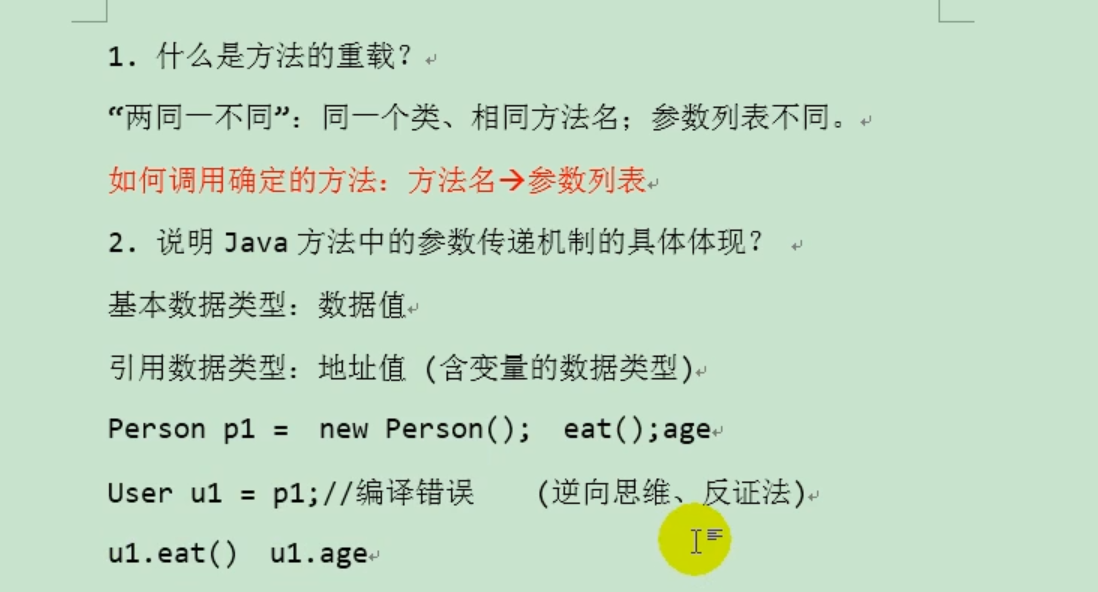 1. 什么是方法的重载?
“两同一不同”: 同一个类、相同方法名; 参数列表不同。
如何调用确定的方法: 方法名→参数列表
2. 说明 Java 方法中的参数传递机制的具体体现?
基本数据类型: 数据值
引用数据类型: 地址值 (含变量的数据类型)
Person p1 =  new Person();  eat();age
User u1 = p1;//编译错误    (逆向思维、反证法)
u1.eat()  u1.age